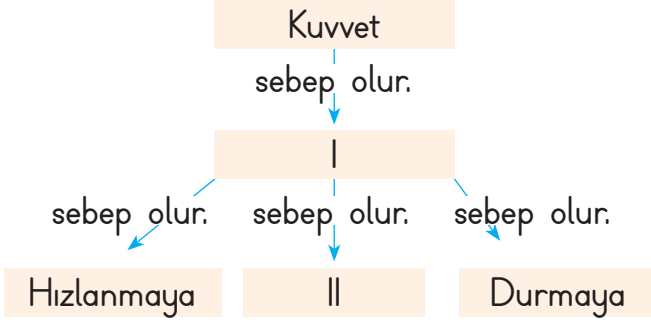 Kuvvet
sebep olur.
I
sebep olur. sebep olur. sebep olur.
Hızlanmaya II Durmaya